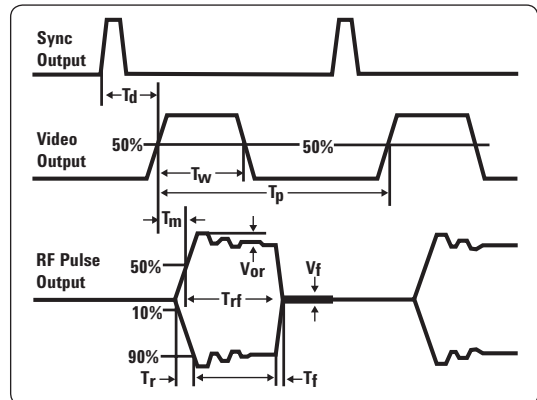 Sync
Output
Td
Video
Output
50%
50%
Tw
Tp
Tm
RF Pulse
Output
50%
Vor
Vf
Trf
10%
90%
Tr
Tf